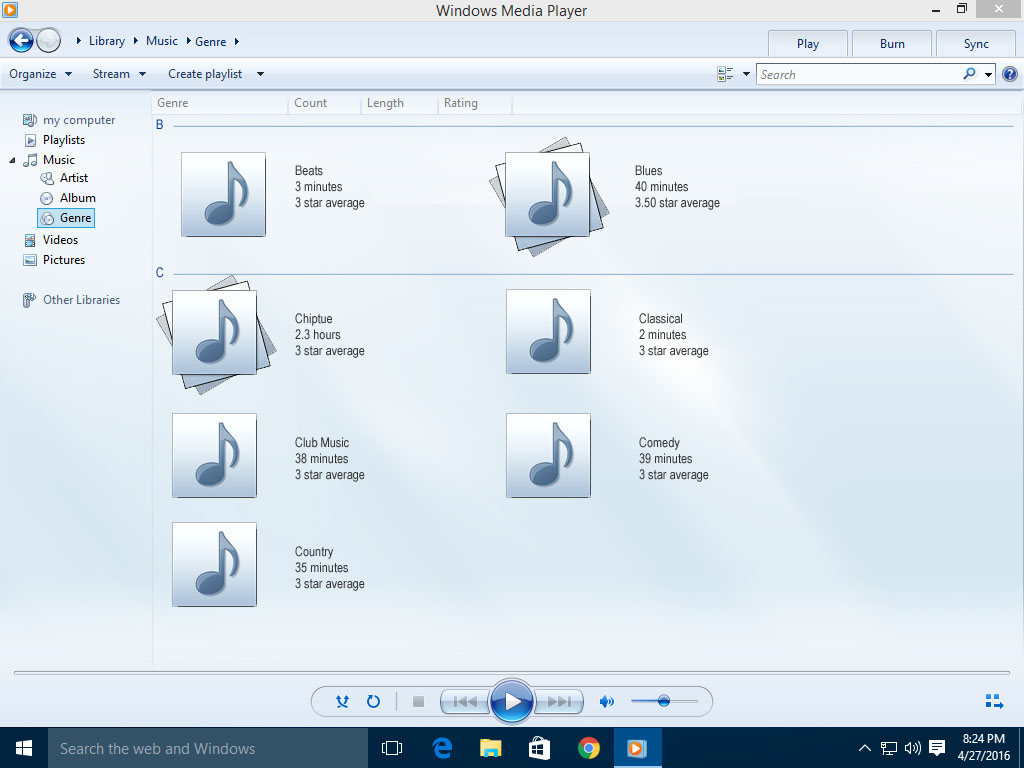 Windows Media Player
Library Music Genre
Play Burn Sync
Organize Stream Create playlist
Search
Genre Count Length Rating
my computer
Playlists
Music
Artist
Album
Genre
Videos
Pictures
Other Libraries
B
Beats
3 minutes
3 star average
Blues
40 minutes
3.50 star average
C
Chiptue
2.3 hours
3 star average
Classical
2 minutes
3 star average
Club Music
38 minutes
3 star average
Comedy
39 minutes
3 star average
Country
35 minutes
3 star average
Search the web and Windows
8:24 PM
4/27/2016